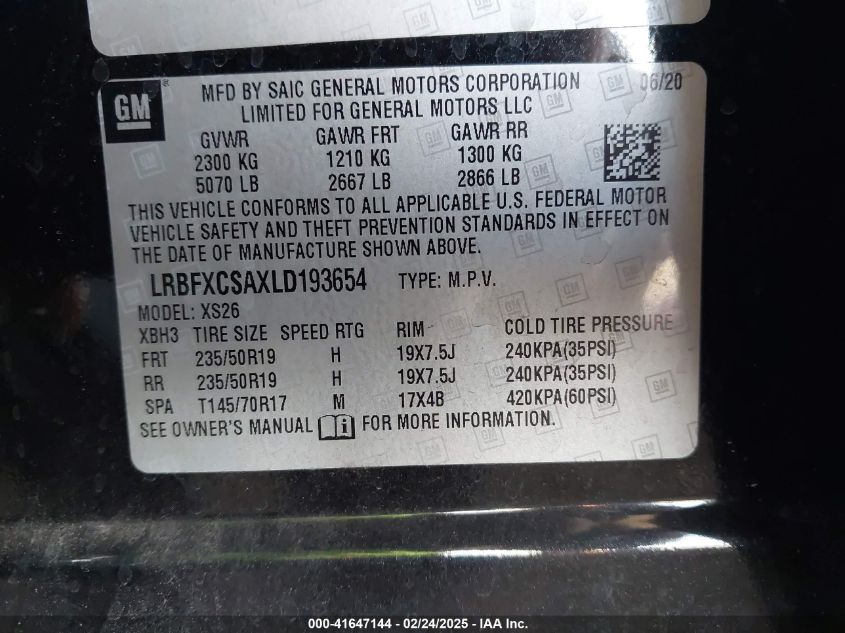 GM
MFD BY SAIC GENERAL MOTORS CORPORATION 06/20
LIMITED FOR GENERAL MOTORS LLC
GVWR GAWR FRT GAWR RR
2300 KG 1210 KG 1300 KG
5070 LB 2667 LB 2866 LB
THIS VEHICLE CONFORMS TO ALL APPLICABLE U.S. FEDERAL MOTOR
VEHICLE SAFETY AND THEFT PREVENTION STANDARDS IN EFFECT ON
THE DATE OF MANUFACTURE SHOWN ABOVE.
LRBFXCSAXLD193654 TYPE: M.P.V.
MODEL: XS26
XBH3 TIRE SIZE SPEED RTG RIM COLD TIRE PRESSURE
FRT 235/50R19 H 19X7.5J 240KPA(35PSI)
RR 235/50R19 H 19X7.5J 240KPA(35PSI)
SPA T145/70R17 M 17X4B 420KPA(60PSI)
SEE OWNER'S MANUAL FOR MORE INFORMATION.
000-41647144 - 02/24/2025 - IAAI.com.